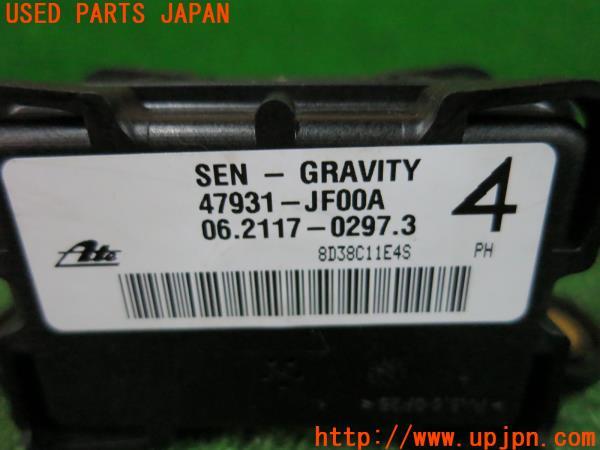 USED PARTS JAPAN
SEN - GRAVITY
47931-JF00A
06.2117-0297.3
4
Ate
8D38C11E4S
PH
http://www.upjpn.com/